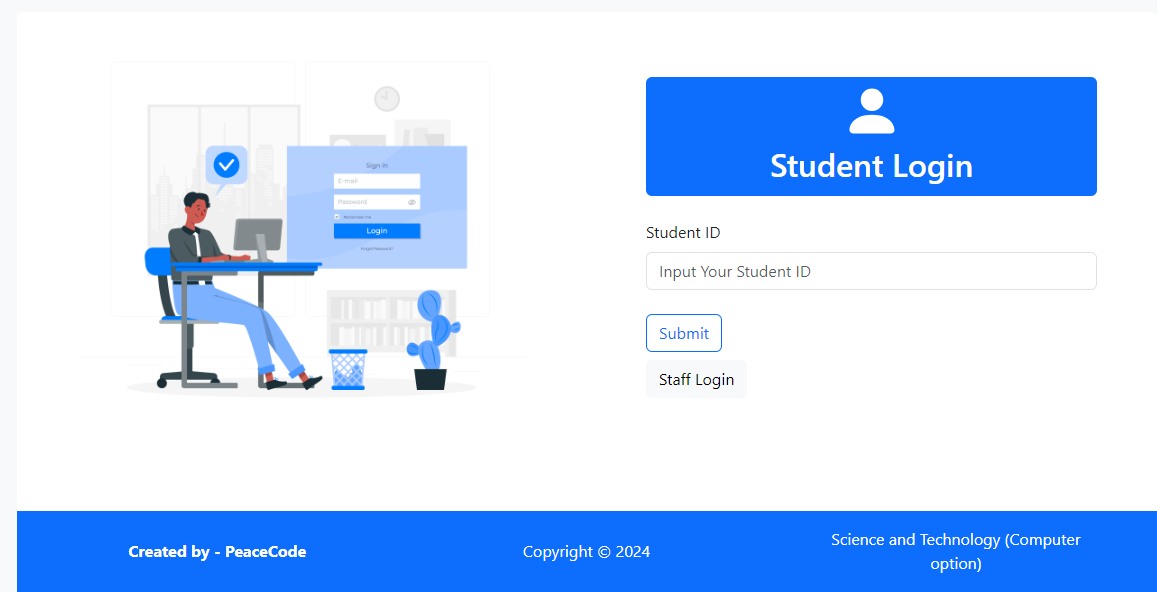 Sign in
E-mail
Password
Remember me
Login
Forgot Password?
Student Login
Student ID
Input Your Student ID
Submit
Staff Login
Created by - PeaceCode
Copyright © 2024
Science and Technology (Computer
option)